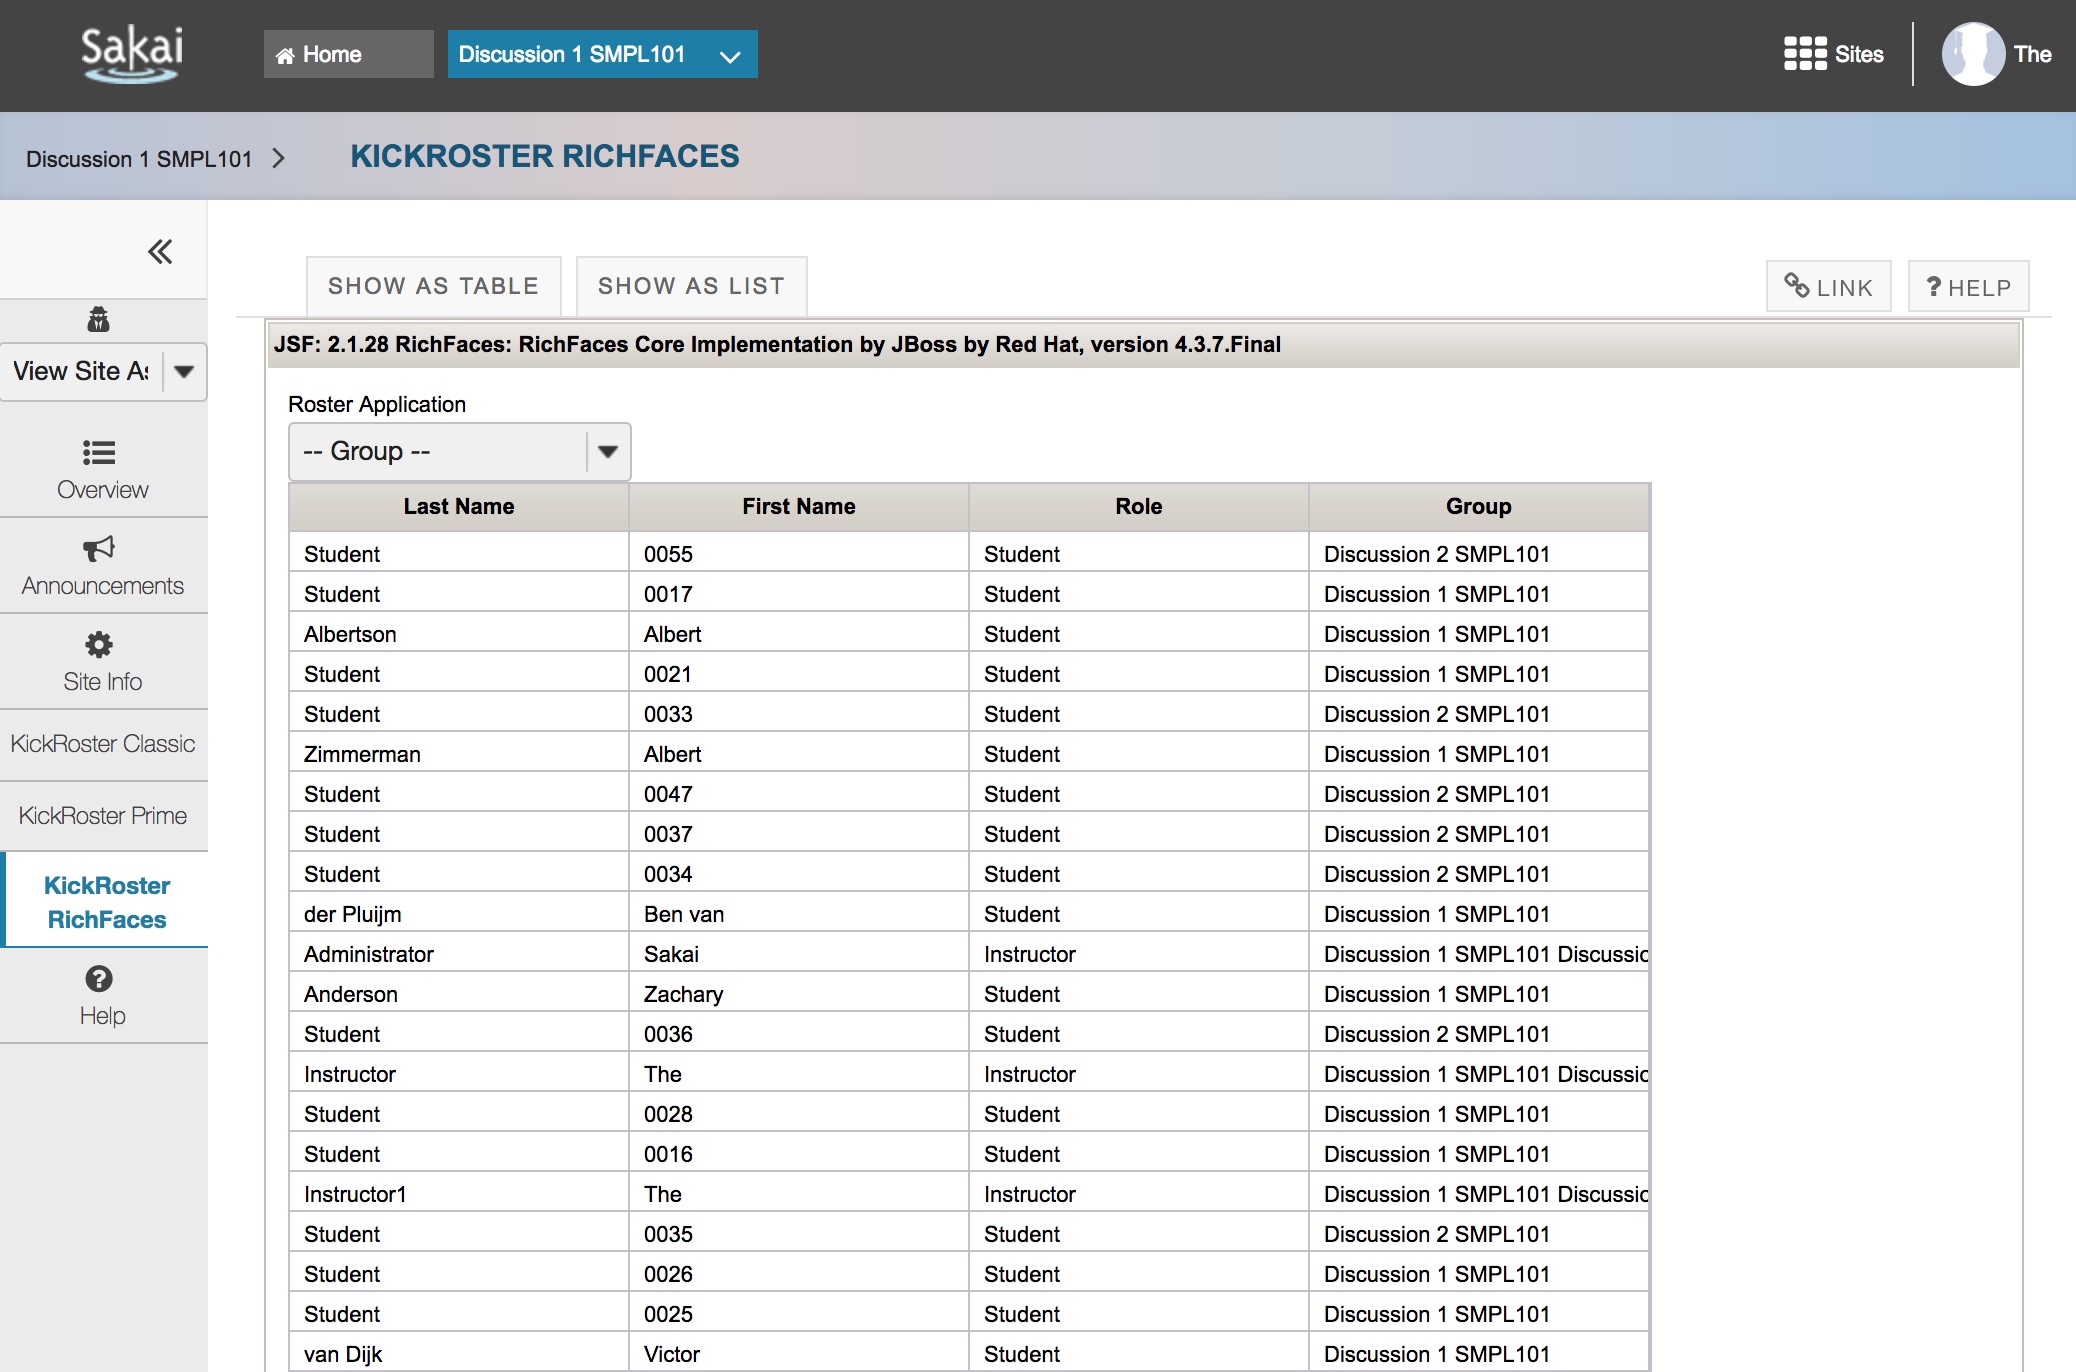 Sakai
Home
Discussion 1 SMPL101
Sites
The
Discussion 1 SMPL101
KICKROSTER RICHFACES
SHOW AS TABLE
SHOW AS LIST
LINK
? HELP
View Site As
Overview
Announcements
Site Info
KickRoster Classic
KickRoster Prime
KickRoster
RichFaces
Help
JSF: 2.1.28 RichFaces: RichFaces Core Implementation by JBoss by Red Hat, version 4.3.7.Final
Roster Application
-- Group --
Last Name First Name Role Group
Student 0055 Student Discussion 2 SMPL101
Student 0017 Student Discussion 1 SMPL101
Albertson Albert Student Discussion 1 SMPL101
Student 0021 Student Discussion 1 SMPL101
Student 0033 Student Discussion 2 SMPL101
Zimmerman Albert Student Discussion 1 SMPL101
Student 0047 Student Discussion 2 SMPL101
Student 0037 Student Discussion 2 SMPL101
Student 0034 Student Discussion 2 SMPL101
der Pluijm Ben van Student Discussion 1 SMPL101
Administrator Sakai Instructor Discussion 1 SMPL101 Discussio
Anderson Zachary Student Discussion 1 SMPL101
Student 0036 Student Discussion 2 SMPL101
Instructor The Instructor Discussion 1 SMPL101 Discussio
Student 0028 Student Discussion 1 SMPL101
Student 0016 Student Discussion 1 SMPL101
Instructor1 The Instructor Discussion 1 SMPL101 Discussio
Student 0035 Student Discussion 2 SMPL101
Student 0026 Student Discussion 1 SMPL101
Student 0025 Student Discussion 1 SMPL101
van Dijk Victor Student Discussion 1 SMPL101